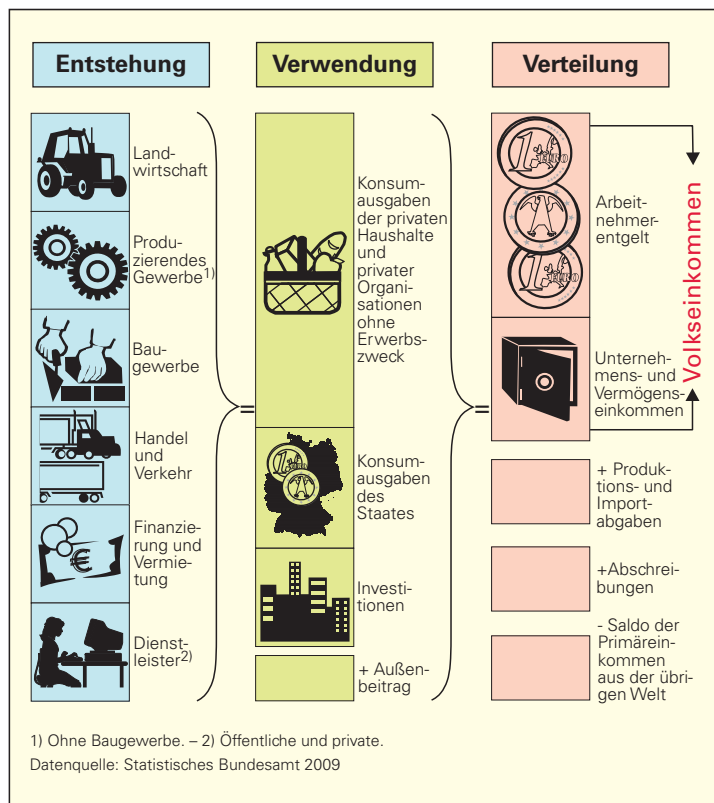 Entstehung
Land-
wirtschaft
Produ-
zierendes
Gewerbe1)
Bau-
gewerbe
Handel
und
Verkehr
Finanzie-
rung und
Vermie-
tung
Dienst-
leister2)
=
Verwendung
Konsum-
ausgaben
der privaten
Haushalte
und
privater
Organi-
sationen
ohne
Erwerbs-
zweck
Konsum-
ausgaben
des
Staates
Investi-
tionen
+ Außen-
beitrag
=
Verteilung
1 EURO
1
Arbeit-
nehmer-
entgelt
Unterneh-
mens- und
Vermögens-
einkommen
Volkseinkommen
+ Produk-
tions- und
Import-
abgaben
+Abschrei-
bungen
- Saldo der
Primärein-
kommen
aus der übri-
gen Welt
1) Ohne Baugewerbe. – 2) Öffentliche und private.
Datenquelle: Statistisches Bundesamt 2009